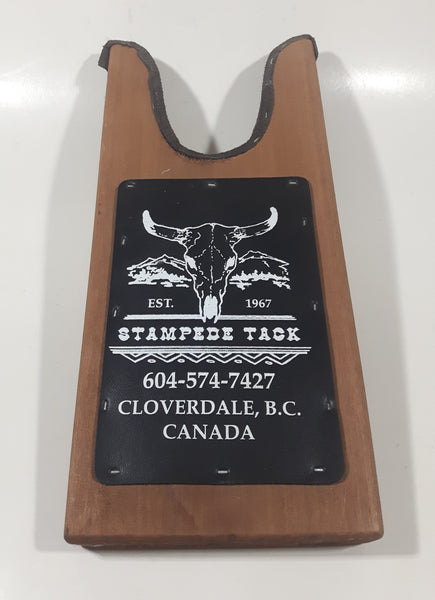 EST. 1967
STAMPEDE TACK
604-574-7427
CLOVERDALE, B.C.
CANADA